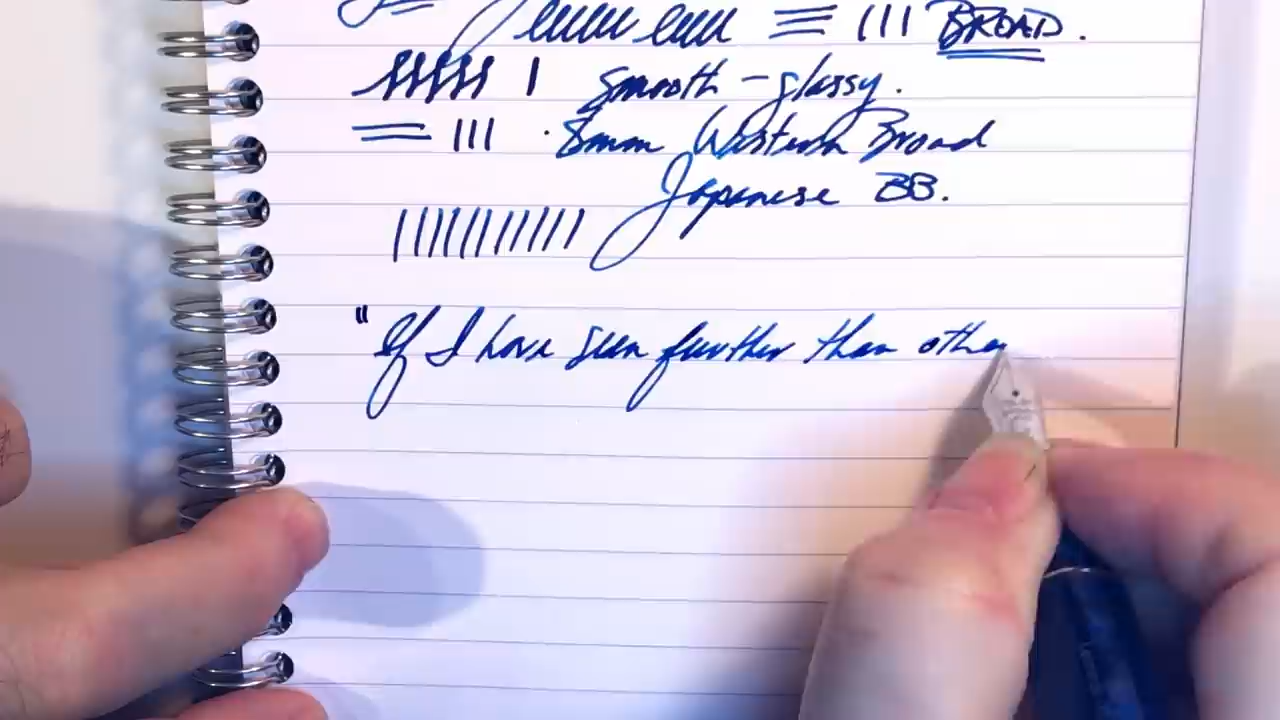 BROAD.
smooth - glassy.
.8mm Western Broad
Japanese BB.
"If I have seen further than other